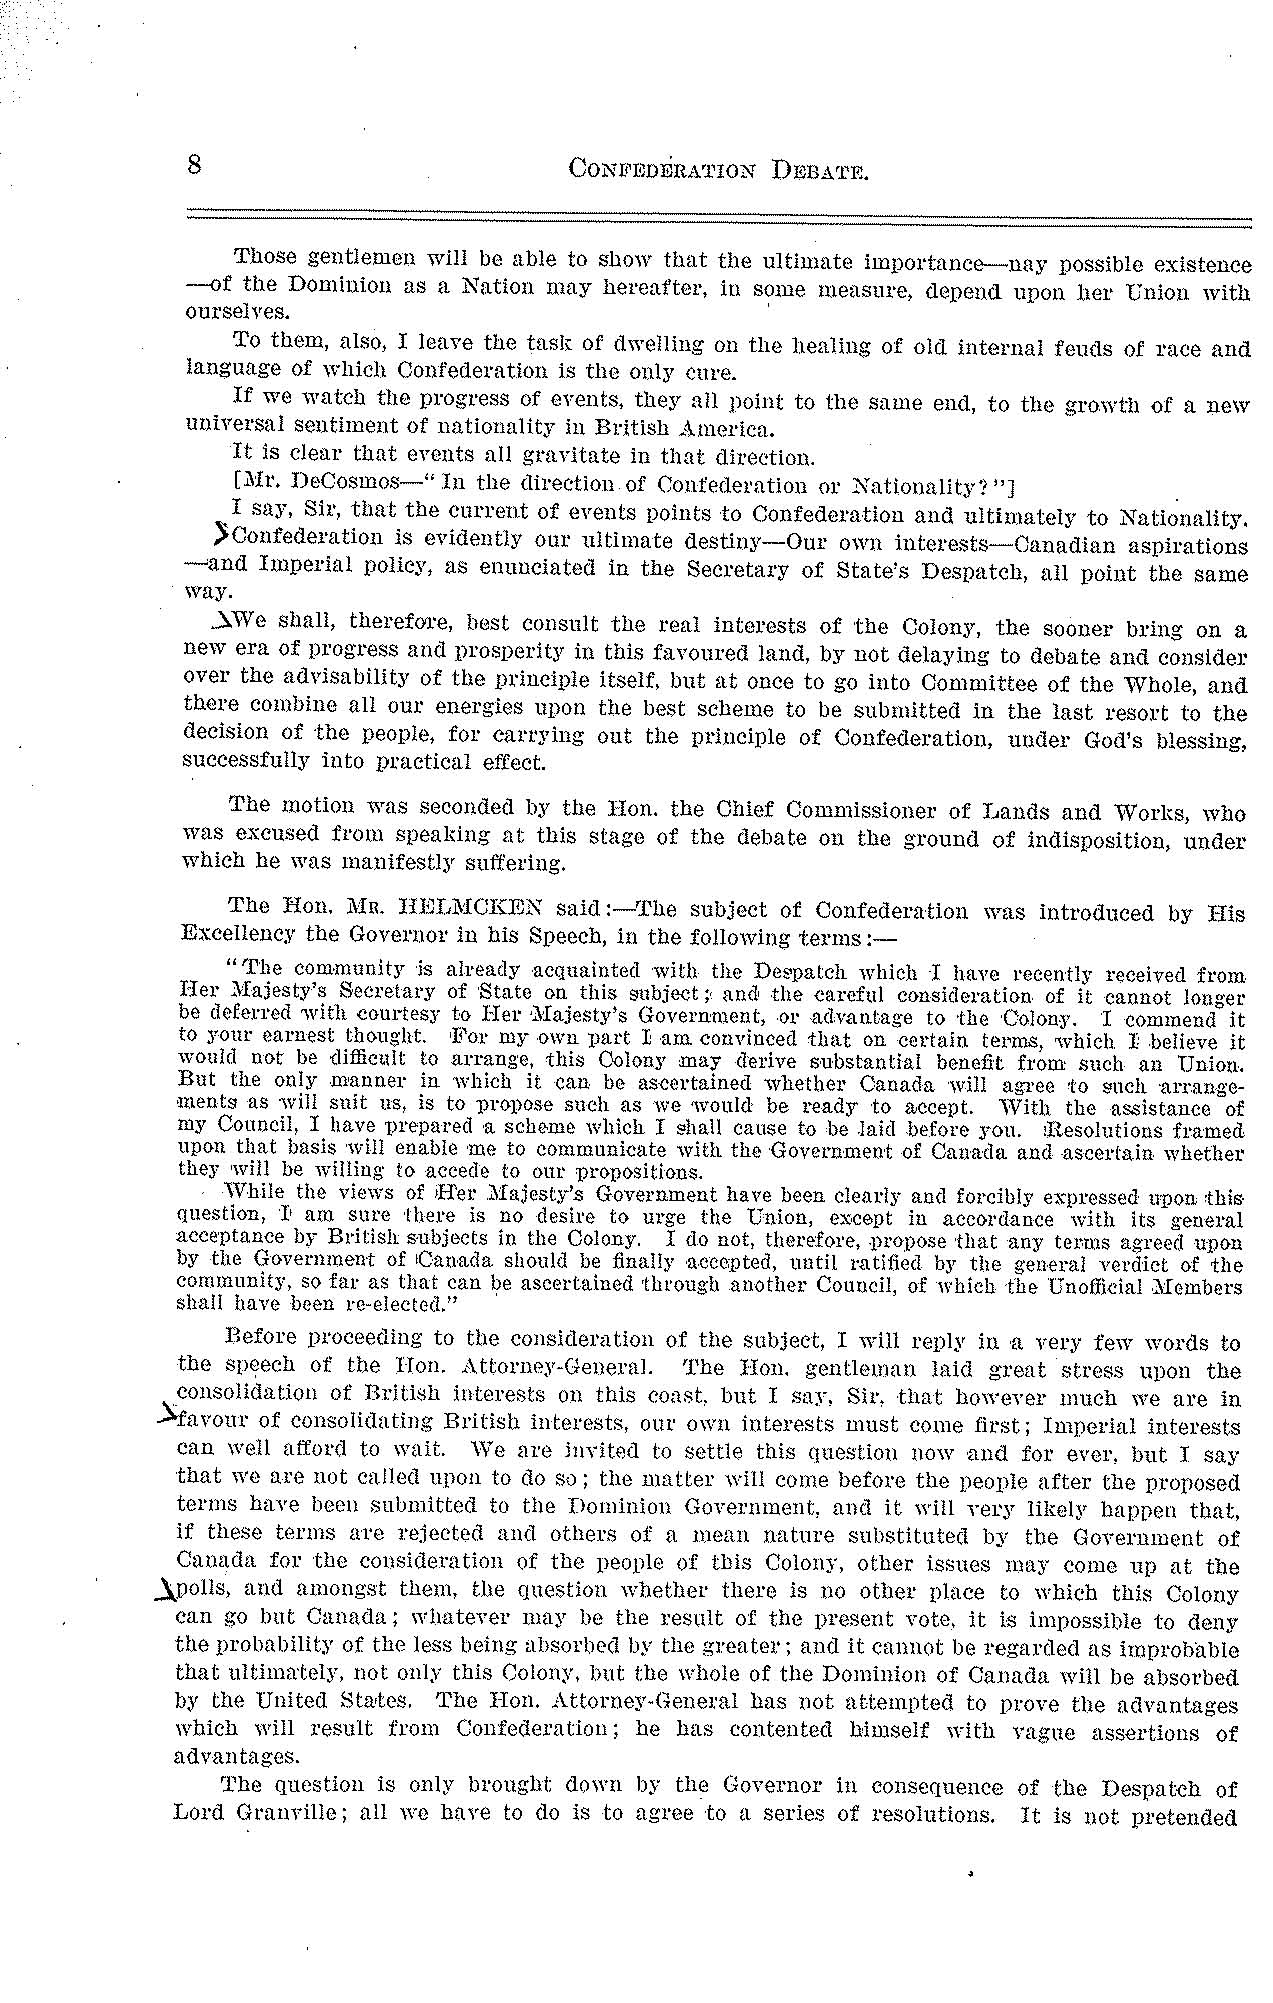 8 CONFEDERATION DEBATE.
Those gentlemen will be able to show that the ultimate importance—nay possible existence
—of the Dominion as a Nation may hereafter, in some measure, depend upon her Union with
ourselves.
To them, also, I leave the task of dwelling on the healing of old internal feuds of race and
language of which Confederation is the only cure.
If we watch the progress of events, they all point to the same end, to the growth of a new
universal sentiment of nationality in British America.
It is clear that events all gravitate in that direction.
[Mr. DeCosmos—"In the direction of Confederation or Nationality?"]
I say, Sir, that the current of events points to Confederation and ultimately to Nationality.
Confederation is evidently our ultimate destiny—Our own interests—Canadian aspirations
—and Imperial policy, as enunciated in the Secretary of State's Despatch, all point the same
way.
We shall, therefore, best consult the real interests of the Colony, the sooner bring on a
new era of progress and prosperity in this favoured land, by not delaying to debate and consider
over the advisability of the principle itself, but at once to go into Committee of the Whole, and
there combine all our energies upon the best scheme to be submitted in the last resort to the
decision of the people, for carrying out the principle of Confederation, under God's blessing,
successfully into practical effect.
The motion was seconded by the Hon. the Chief Commissioner of Lands and Works, who
was excused from speaking at this stage of the debate on the ground of indisposition, under
which he was manifestly suffering.
The Hon. MR. HELMCKEN said:—The subject of Confederation was introduced by His
Excellency the Governor in his Speech, in the following terms:—
"The community is already acquainted with the Despatch which I have recently received from
Her Majesty's Secretary of State on this subject; and the careful consideration of it cannot longer
be deferred with courtesy to Her Majesty's Government, or advantage to the Colony. I commend it
to your earnest thought. For my own part I am convinced that on certain terms, which I believe it
would not be difficult to arrange, this Colony may derive substantial benefit from such an Union.
But the only manner in which it can be ascertained whether Canada will agree to such arrange-
ments as will suit us, is to propose such as we would be ready to accept. With the assistance of
my Council, I have prepared a scheme which I shall cause to be laid before you. Resolutions framed
upon that basis will enable me to communicate with the Government of Canada and ascertain whether
they will be willing to accede to our propositions.
While the views of Her Majesty's Government have been clearly and forcibly expressed upon this
question, I am sure there is no desire to urge the Union, except in accordance with its general
acceptance by British subjects in the Colony. I do not, therefore, propose that any terms agreed upon
by the Government of Canada should be finally accepted, until ratified by the general verdict of the
community, so far as that can be ascertained through another Council, of which the Unofficial Members
shall have been re-elected."
Before proceeding to the consideration of the subject, I will reply in a very few words to
the speech of the Hon. Attorney-General. The Hon. gentleman laid great stress upon the
consolidation of British interests on this coast, but I say, Sir, that however much we are in
favour of consolidating British interests, our own interests must come first; Imperial interests
can well afford to wait. We are invited to settle this question now and for ever, but I say
that we are not called upon to do so; the matter will come before the people after the proposed
terms have been submitted to the Dominion Government, and it will very likely happen that,
if these terms are rejected and others of a mean nature substituted by the Government of
Canada for the consideration of the people of this Colony, other issues may come up at the
polls, and amongst them, the question whether there is no other place to which this Colony
can go but Canada; whatever may be the result of the present vote, it is impossible to deny
the probability of the less being absorbed by the greater; and it cannot be regarded as improbable
that ultimately, not only this Colony, but the whole of the Dominion of Canada will be absorbed
by the United States. The Hon. Attorney-General has not attempted to prove the advantages
which will result from Confederation; he has contented himself with vague assertions of
advantages.
The question is only brought down by the Governor in consequence of the Despatch of
Lord Granville; all we have to do is to agree to a series of resolutions. It is not pretended